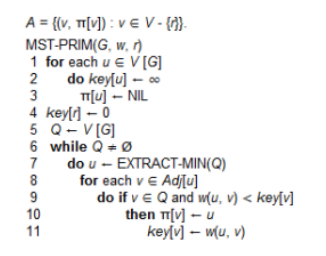 A = {(v, π[v]) : v ∈ V - {r}}.
MST-PRIM(G, w, r)
1 for each u ∈ V [G]
2 do key[u] ← ∞
3 π[u] ← NIL
4 key[r] ← 0
5 Q ← V [G]
6 while Q ≠ Ø
7 do u ← EXTRACT-MIN(Q)
8 for each v ∈ Adj[u]
9 do if v ∈ Q and w(u, v) < key[v]
10 then π[v] ← u
11 key[v] ← w(u, v)